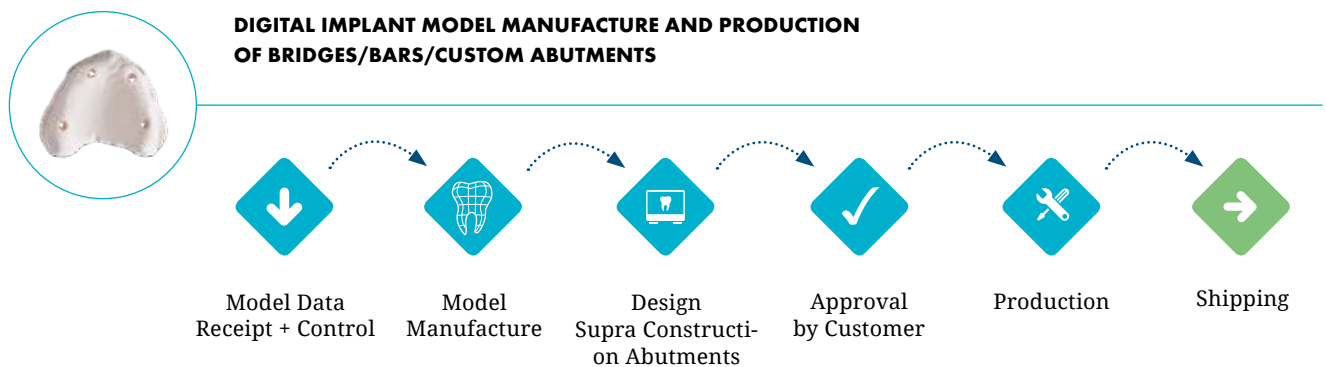 DIGITAL IMPLANT MODEL MANUFACTURE AND PRODUCTION
OF BRIDGES/BARS/CUSTOM ABUTMENTS
Model Data
Receipt + Control
Model
Manufacture
Design
Supra Constructi-
on Abutments
Approval
by Customer
Production
Shipping